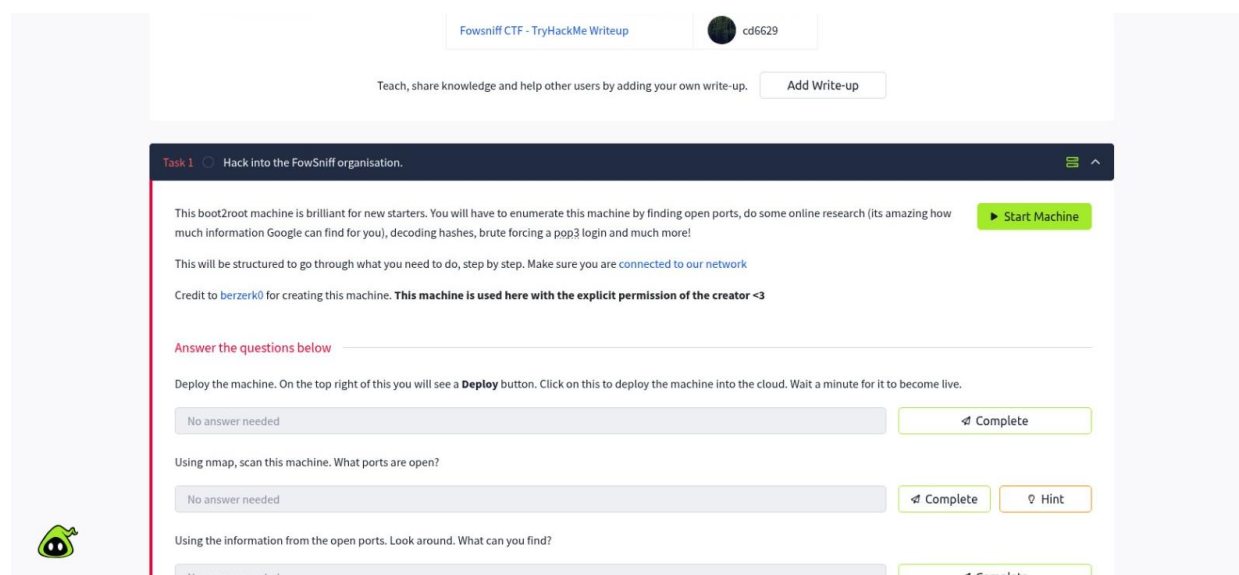 Fowsniff CTF - TryHackMe Writeup
cd6629
Teach, share knowledge and help other users by adding your own write-up.
Add Write-up
Task 1
Hack into the FowSniff organisation.
This boot2root machine is brilliant for new starters. You will have to enumerate this machine by finding open ports, do some online research (its amazing how
much information Google can find for you), decoding hashes, brute forcing a pop3 login and much more!
Start Machine
This will be structured to go through what you need to do, step by step. Make sure you are connected to our network
Credit to berzerk0 for creating this machine. This machine is used here with the explicit permission of the creator <3
Answer the questions below
Deploy the machine. On the top right of this you will see a Deploy button. Click on this to deploy the machine into the cloud. Wait a minute for it to become live.
No answer needed
Complete
Using nmap, scan this machine. What ports are open?
No answer needed
Complete
Hint
Using the information from the open ports. Look around. What can you find?